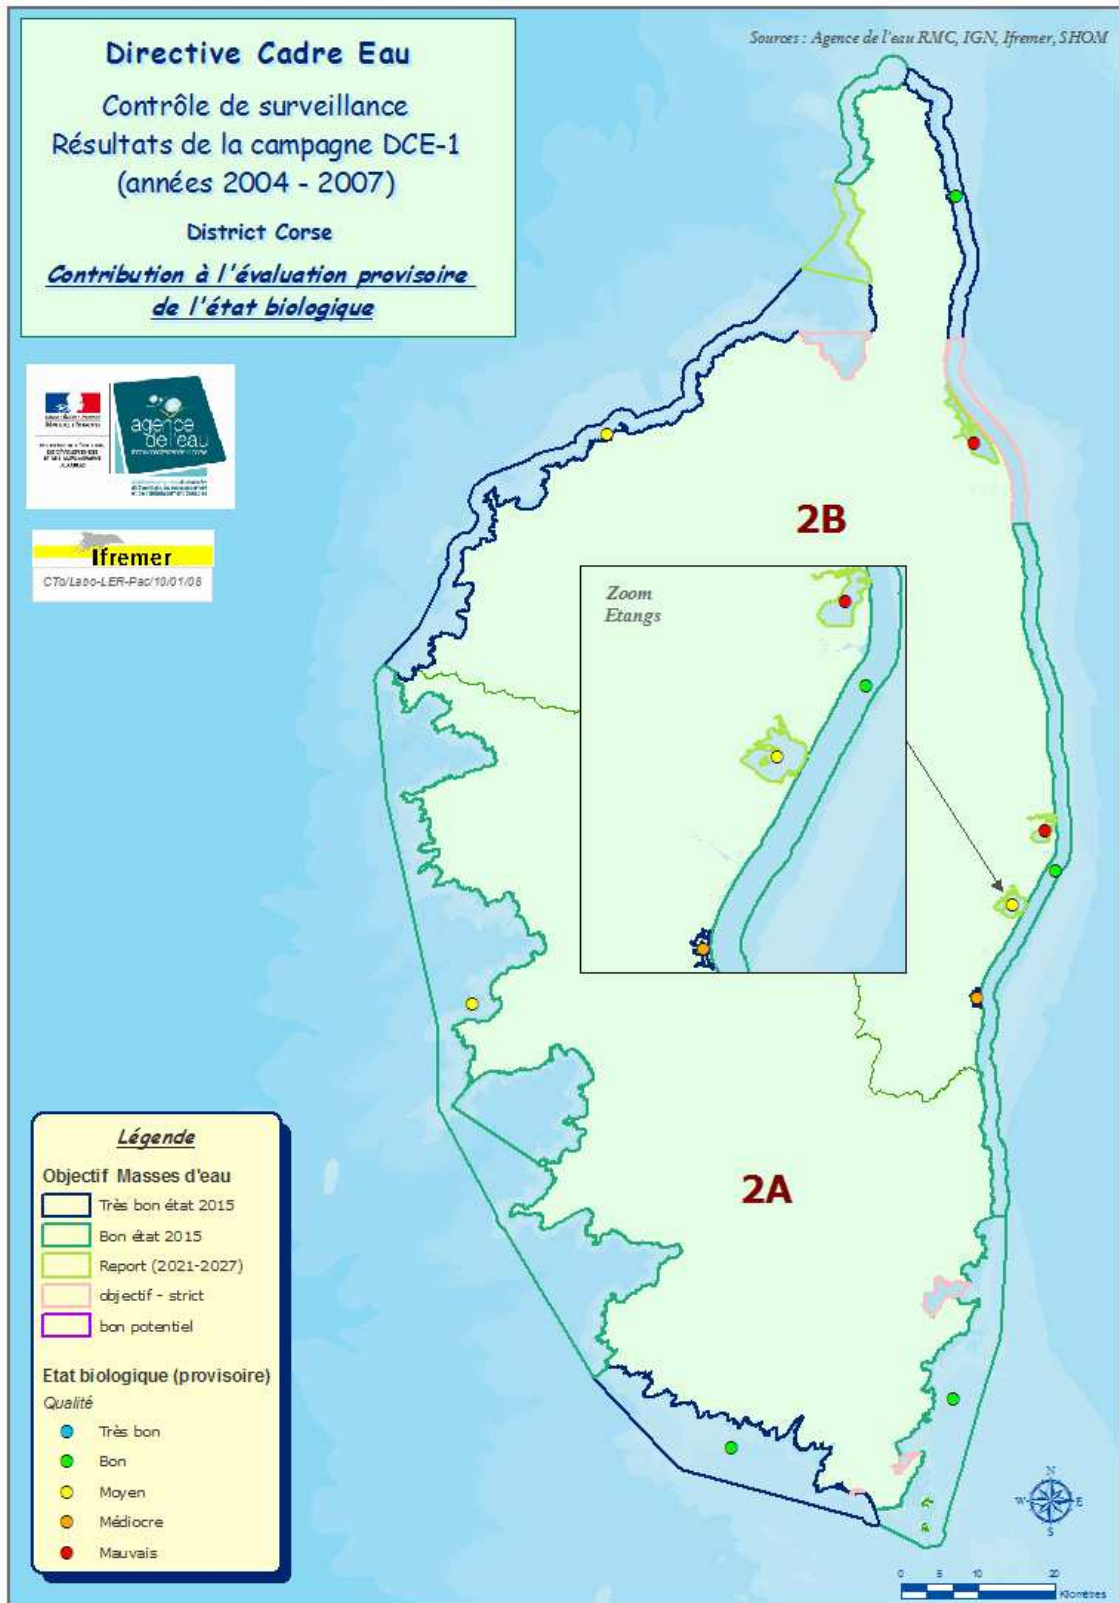 Directive Cadre Eau
Contrôle de surveillance
Résultats de la campagne DCE-1
(années 2004 - 2007)
District Corse
Contribution à l'évaluation provisoire
de l'état biologique
Sources : Agence de l'eau RMC, IGN, Ifremer, SHOM
agence
de l'eau
Ifremer
CTo/Labo-LER-Pac/10/01/08
2B
Zoom
Etangs
2A
Légende
Objectif Masses d'eau
Très bon état 2015
Bon état 2015
Report (2021-2027)
objectif - strict
bon potentiel
Etat biologique (provisoire)
Qualité
Très bon
Bon
Moyen
Médiocre
Mauvais
N
W E
S
0 5 10 20
Kilomètres